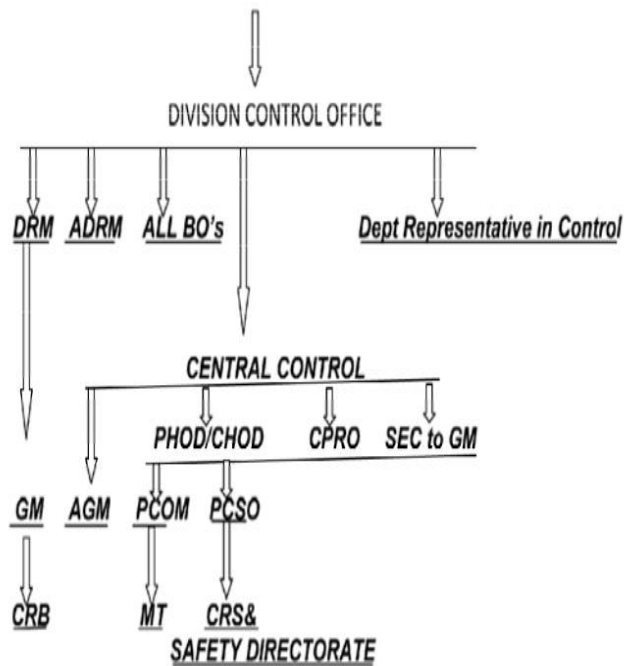 DIVISION CONTROL OFFICE
DRM ADRM ALL BO's Dept Representative in Control
CENTRAL CONTROL
PHOD/CHOD CPRO SEC to GM
GM AGM PCOM PCSO
CRB MT CRS&
SAFETY DIRECTORATE